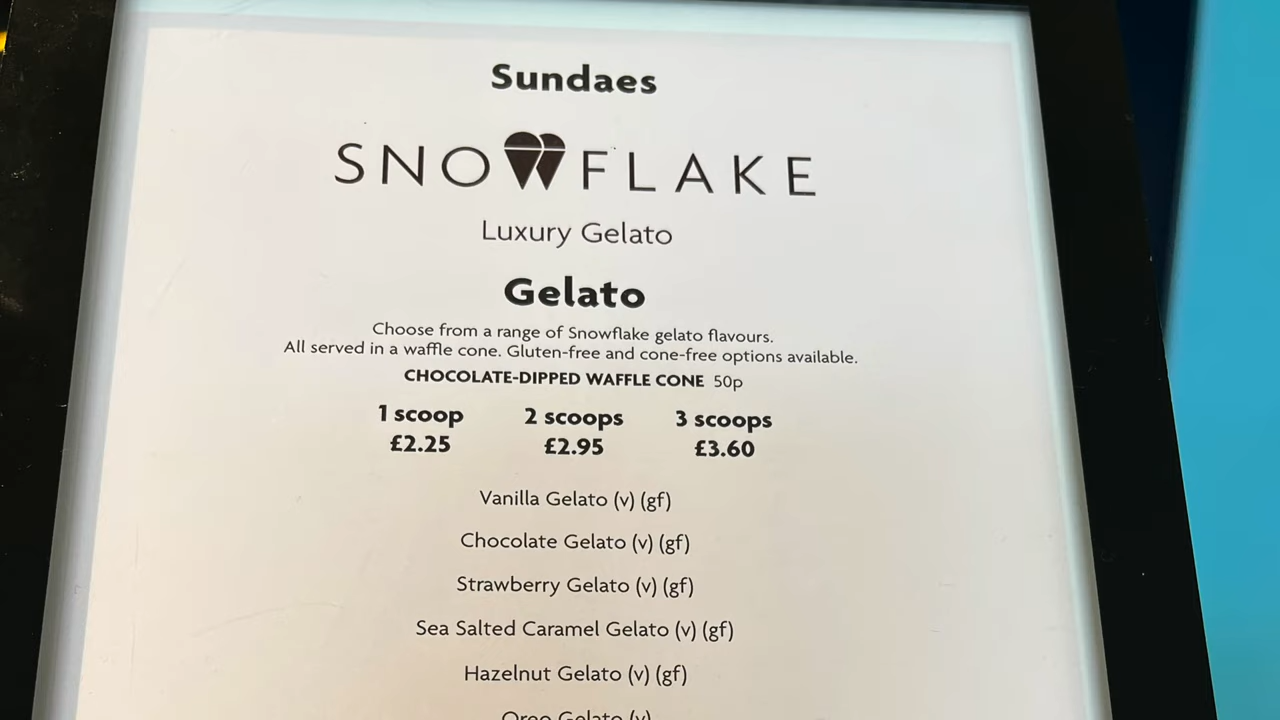 Sundaes
SNOWFLAKE
Luxury Gelato
Gelato
Choose from a range of Snowflake gelato flavours.
All served in a waffle cone. Gluten-free and cone-free options available.
CHOCOLATE-DIPPED WAFFLE CONE 50p
1 scoop 2 scoops 3 scoops
£2.25 £2.95 £3.60
Vanilla Gelato (v) (gf)
Chocolate Gelato (v) (gf)
Strawberry Gelato (v) (gf)
Sea Salted Caramel Gelato (v) (gf)
Hazelnut Gelato (v) (gf)
Oreo Gelato (v)